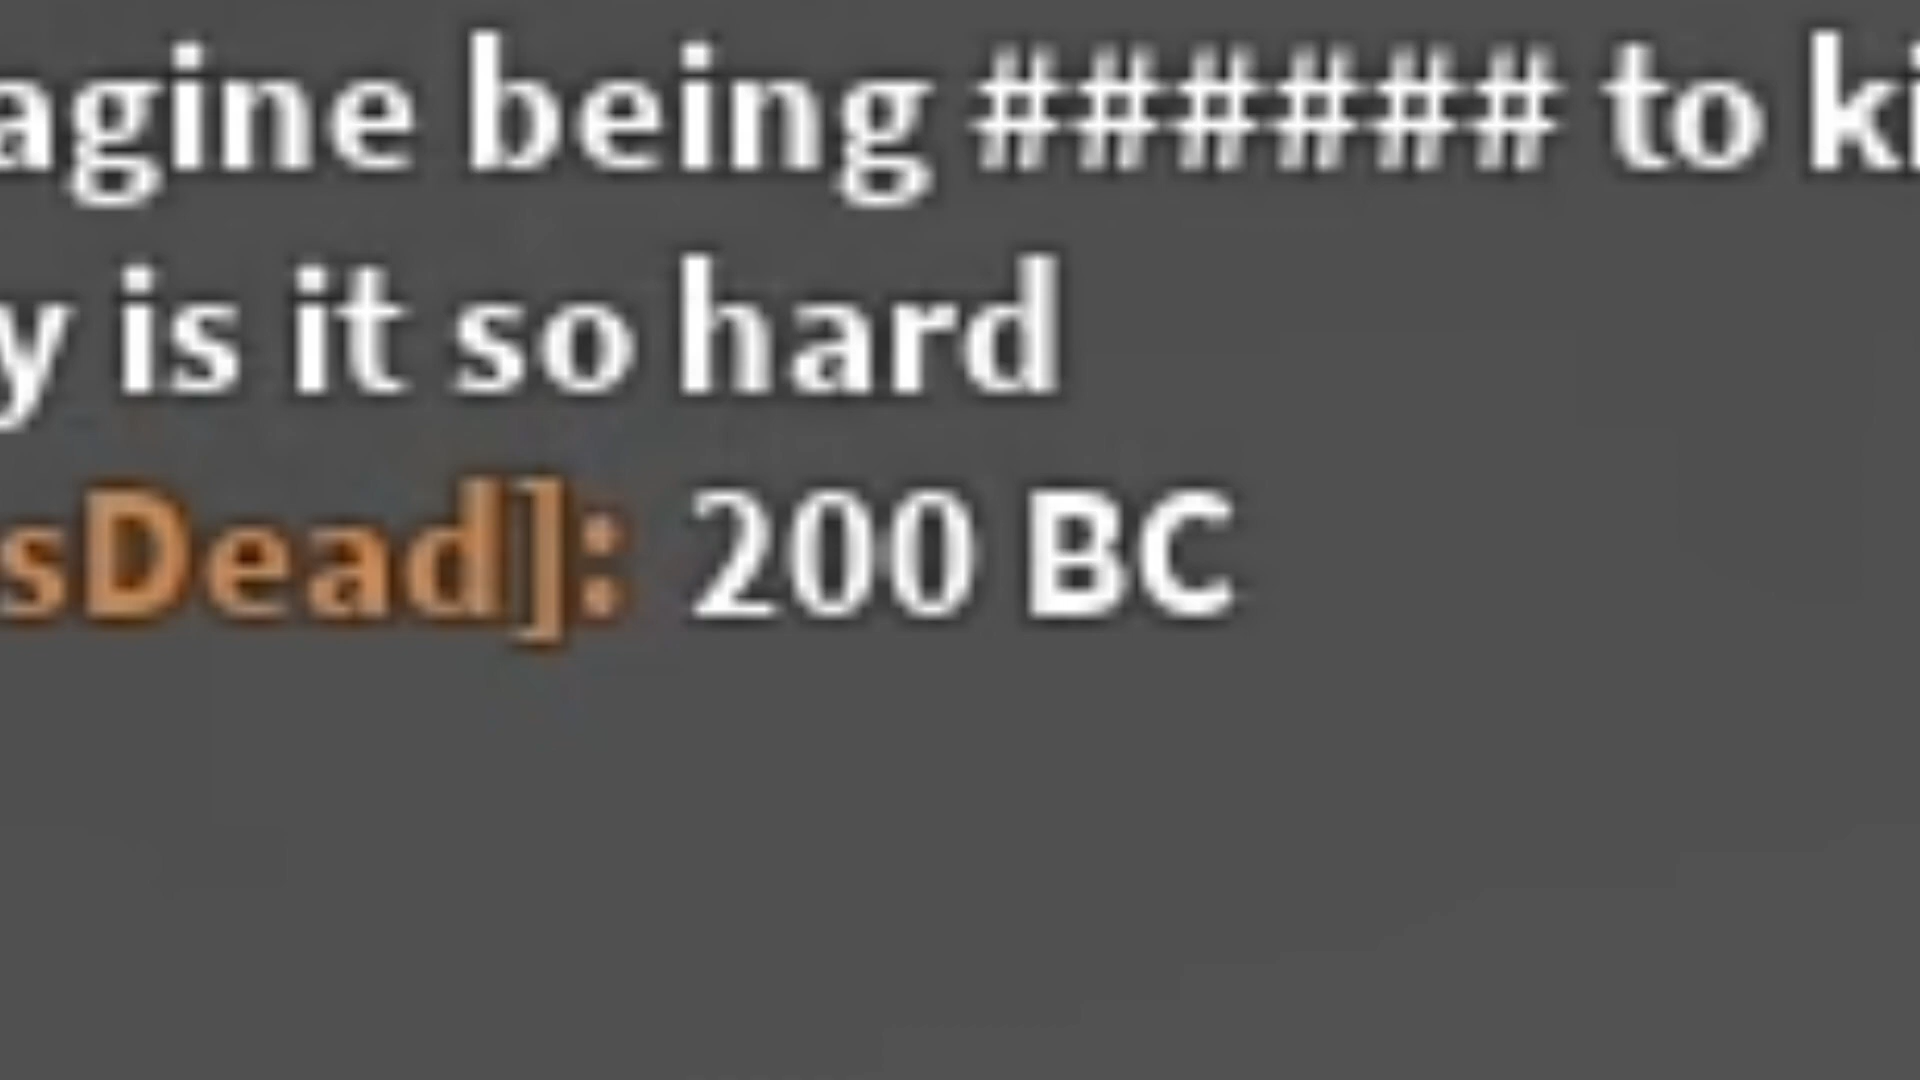 agine being ###### to ki
y is it so hard
sDead]: 200 BC